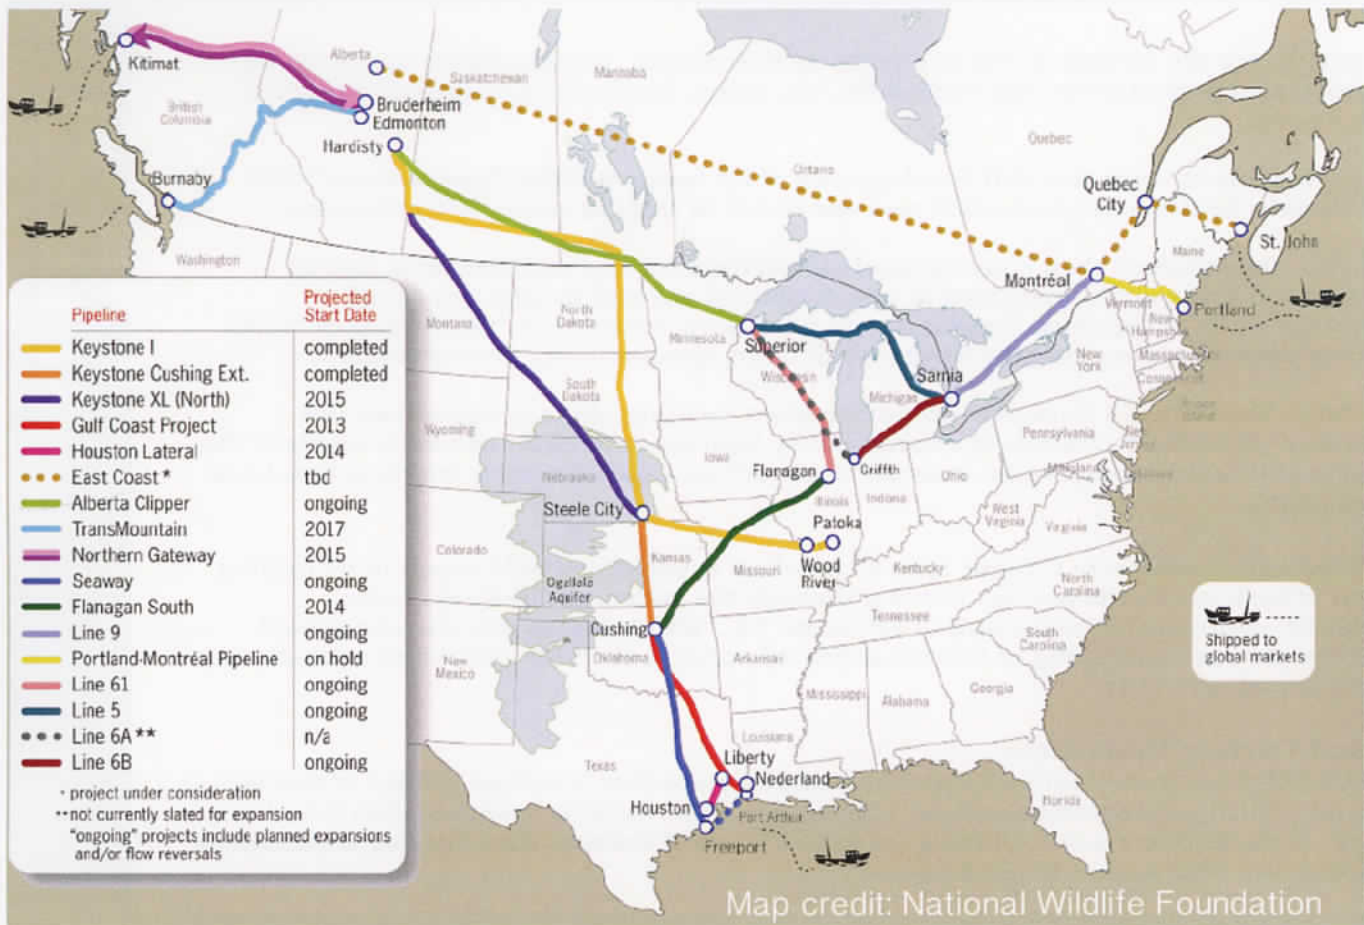 Kitimat
Alberta
Saskatchewan
Manitoba
British
Columbia
Bruderheim
Edmonton
Hardisty
Quebec
Ontario
Burnaby
Quebec
City
St. John
Washington
Maine
Montréal
Vermont
Portland
New
Hampsh
Pipeline
Projected
Start Date
Keystone I completed
Keystone Cushing Ext. completed
Keystone XL (North) 2015
Gulf Coast Project 2013
Houston Lateral 2014
East Coast * tbd
Alberta Clipper ongoing
TransMountain 2017
Northern Gateway 2015
Seaway ongoing
Flanagan South 2014
Line 9 ongoing
Portland-Montréal Pipeline on hold
Line 61 ongoing
Line 5 ongoing
Line 6A ** n/a
Line 6B ongoing
* project under consideration
** not currently slated for expansion
"ongoing" projects include planned expansions
and/or flow reversals
Montana
North
Dakota
Minnesota
Superior
Wisconsin
Sarnia
Michigan
New
York
South
Dakota
Wyoming
Iowa
Pennsylvania
Nebraska
Flanagan
Griffth
Ohio
Maryland
Illinois
Indiana
Steele City
Patoka
West
Virginia
Virginia
Colorado
Kansas
Missouri
Wood
River
Kentucky
Ogallala
Aquifer
North
Carolina
Tennessee
Cushing
Oklahoma
Arkansas
South
Carolina
New
Mexico
Mississippi
Alabama
Georgia
Shipped to
global markets
Louisiana
Texas
Liberty
Nederland
Houston
Port Arthur
Florida
Freeport
Map credit: National Wildlife Foundation